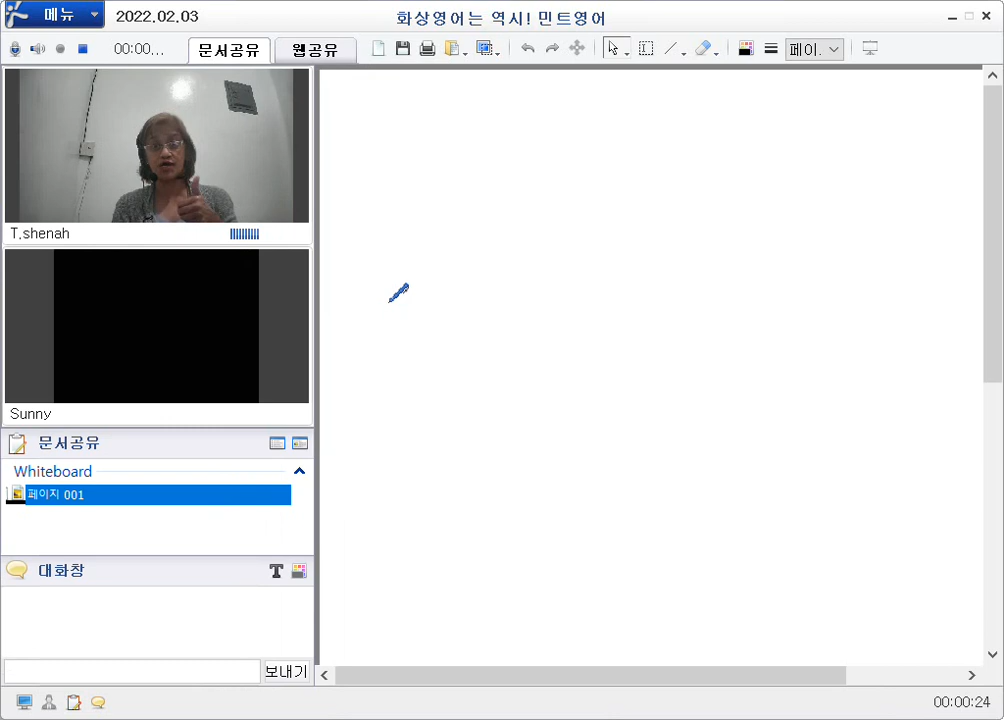 메뉴 2022.02.03 화상영어는 역시! 민트영어
00:00... 문서공유 웹공유 페이.
T.shenah
Sunny
문서공유
Whiteboard
페이지 001
대화창 T
보내기
00:00:24